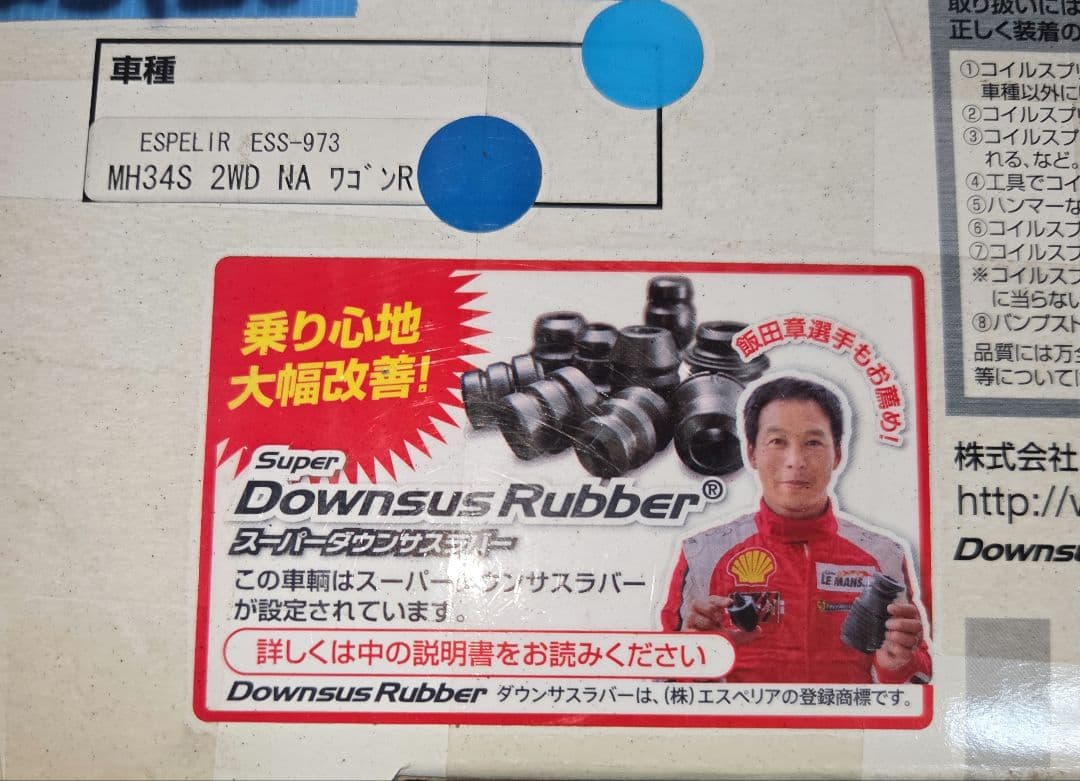 車種
ESPELIR ESS-973
MH34S 2WD NA ワゴンR
乗り心地
大幅改善!
飯田章選手もお薦め!
Super
Downsus Rubber®
スーパーダウンサスラバー
この車輌はスーパーダウンサスラバー
が設定されています。
詳しくは中の説明書をお読みください
Downsus Rubber ダウンサスラバーは、(株)エスペリアの登録商標です。
LE MANS
取り扱いには
正しく装着の
①コイルスプ
車種以外に
②コイルスプ
③コイルスプ
れる、など。
④工具でコイ
⑤ハンマーな
⑥コイルスプ
⑦コイルスプ
※コイルスプ
に当らない
⑧バンプスト
品質には万全
等については
株式会社
http://w
Downsu